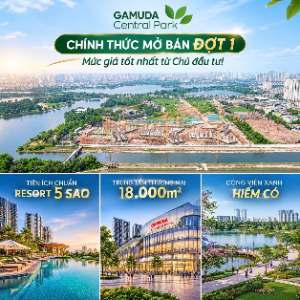 GAMUDA
Central Park
CHÍNH THỨC MỞ BÁN ĐỢT 1
Mức giá tốt nhất từ Chủ đầu tư!
TIỆN ÍCH CHUẨN
RESORT 5 SAO
TRUNG TÂM THƯƠNG MẠI
18.000m²
CÔNG VIÊN XANH
HIẾM CÓ